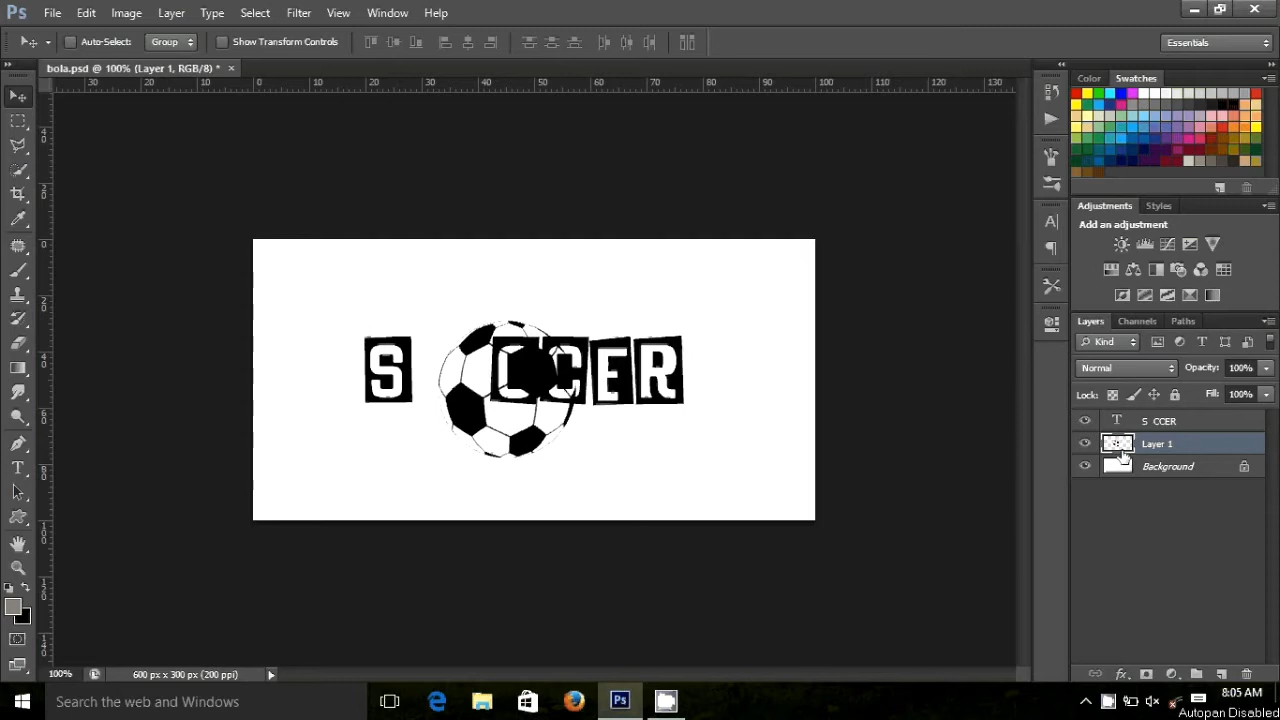 Ps File Edit Image Layer Type Select Filter 3D View Window Help
Auto-Select: Group Show Transform Controls Essentials
bola.psd @ 100% (Layer 1, RGB/8) * ×
Color Swatches
Adjustments Styles
Add an adjustment
S CCER
Layers Channels Paths
Kind
Normal Opacity: 100%
Lock: Fill: 100%
T S CCER
Layer 1
Background
100% 600 px x 300 px (200 ppi)
Search the web and Windows
Ps
8:05 AM
Autopan Disabled